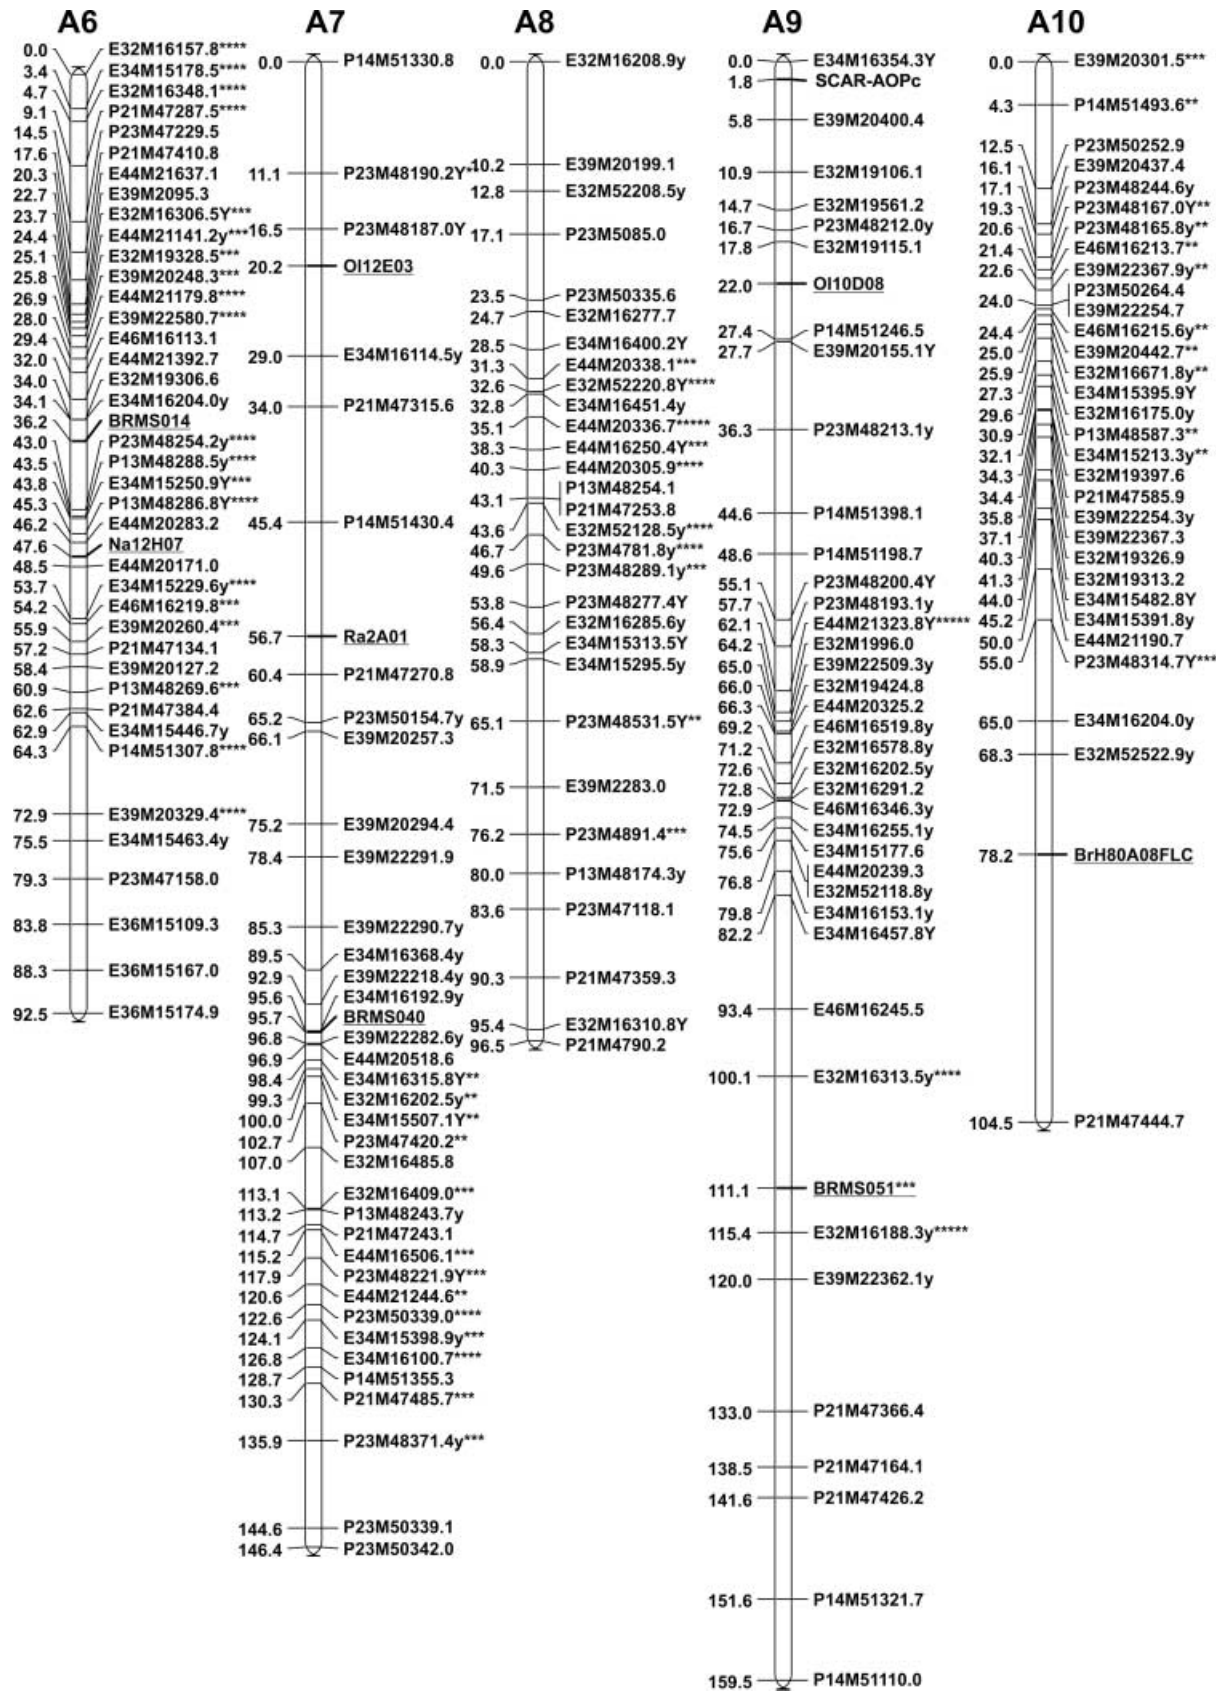 A6
0.0 E32M16157.8****
3.4 E34M15178.5****
4.7 E32M16348.1****
9.1 P21M47287.5****
14.5 P23M47229.5
17.6 P21M47410.8
20.3 E44M21637.1
22.7 E39M2095.3
23.7 E32M16306.5Y***
24.4 E44M21141.2y***
25.1 E32M19328.5***
25.8 E39M20248.3***
26.9 E44M21179.8****
28.0 E39M22580.7****
29.4 E46M16113.1
32.0 E44M21392.7
34.0 E32M19306.6
34.1 E34M16204.0y
36.2 BRMS014
43.0 P23M48254.2y****
43.5 P13M48288.5y****
43.8 E34M15250.9Y***
45.3 P13M48286.8Y****
46.2 E44M20283.2
47.6 Na12H07
48.5 E44M20171.0
53.7 E34M15229.6y****
54.2 E46M16219.8***
55.9 E39M20260.4***
57.2 P21M47134.1
58.4 E39M20127.2
60.9 P13M48269.6***
62.6 P21M47384.4
62.9 E34M15446.7y
64.3 P14M51307.8****
72.9 E39M20329.4****
75.5 E34M15463.4y
79.3 P23M47158.0
83.8 E36M15109.3
88.3 E36M15167.0
92.5 E36M15174.9
A7
0.0 P14M51330.8
11.1 P23M48190.2Y*
16.5 P23M48187.0Y
20.2 Ol12E03
29.0 E34M16114.5y
34.0 P21M47315.6
45.4 P14M51430.4
56.7 Ra2A01
60.4 P21M47270.8
65.2 P23M50154.7y
66.1 E39M20257.3
75.2 E39M20294.4
78.4 E39M22291.9
85.3 E39M22290.7y
89.5 E34M16368.4y
92.9 E39M22218.4y
95.6 E34M16192.9y
95.7 BRMS040
96.8 E39M22282.6y
96.9 E44M20518.6
98.4 E34M16315.8Y**
99.3 E32M16202.5y**
100.0 E34M15507.1Y**
102.7 P23M47420.2**
107.0 E32M16485.8
113.1 E32M16409.0***
113.2 P13M48243.7y
114.7 P21M47243.1
115.2 E44M16506.1***
117.9 P23M48221.9Y***
120.6 E44M21244.6**
122.6 P23M50339.0****
124.1 E34M15398.9y***
126.8 E34M16100.7****
128.7 P14M51355.3
130.3 P21M47485.7***
135.9 P23M48371.4y***
144.6 P23M50339.1
146.4 P23M50342.0
A8
0.0 E32M16208.9y
10.2 E39M20199.1
12.8 E32M52208.5y
17.1 P23M5085.0
23.5 P23M50335.6
24.7 E32M16277.7
28.5 E34M16400.2Y
31.3 E44M20338.1***
32.6 E32M52220.8Y****
32.8 E34M16451.4y
35.1 E44M20336.7*****
38.3 E44M16250.4Y***
40.3 E44M20305.9****
43.1 P13M48254.1
P21M47253.8
43.6 E32M52128.5y****
46.7 P23M4781.8y****
49.6 P23M48289.1y***
53.8 P23M48277.4Y
56.4 E32M16285.6y
58.3 E34M15313.5Y
58.9 E34M15295.5y
65.1 P23M48531.5Y**
71.5 E39M2283.0
76.2 P23M4891.4***
80.0 P13M48174.3y
83.6 P23M47118.1
90.3 P21M47359.3
95.4 E32M16310.8Y
96.5 P21M4790.2
A9
0.0 E34M16354.3Y
1.8 SCAR-AOPc
5.8 E39M20400.4
10.9 E32M19106.1
14.7 E32M19561.2
16.7 P23M48212.0y
17.8 E32M19115.1
22.0 Ol10D08
27.4 P14M51246.5
27.7 E39M20155.1Y
36.3 P23M48213.1y
44.6 P14M51398.1
48.6 P14M51198.7
55.1 P23M48200.4Y
57.7 P23M48193.1y
62.1 E44M21323.8Y*****
64.2 E32M1996.0
65.0 E39M22509.3y
66.0 E32M19424.8
66.3 E44M20325.2
69.2 E46M16519.8y
71.2 E32M16578.8y
72.6 E32M16202.5y
72.8 E32M16291.2
72.9 E46M16346.3y
74.5 E34M16255.1y
75.6 E34M15177.6
76.8 E44M20239.3
E32M52118.8y
79.8 E34M16153.1y
82.2 E34M16457.8Y
93.4 E46M16245.5
100.1 E32M16313.5y****
111.1 BRMS051***
115.4 E32M16188.3y*****
120.0 E39M22362.1y
133.0 P21M47366.4
138.5 P21M47164.1
141.6 P21M47426.2
151.6 P14M51321.7
159.5 P14M51110.0
A10
0.0 E39M20301.5***
4.3 P14M51493.6**
12.5 P23M50252.9
16.1 E39M20437.4
17.1 P23M48244.6y
19.3 P23M48167.0Y**
20.6 P23M48165.8y**
21.4 E46M16213.7**
22.6 E39M22367.9y**
24.0 P23M50264.4
E39M22254.7
24.4 E46M16215.6y**
25.0 E39M20442.7**
25.9 E32M16671.8y**
27.3 E34M15395.9Y
29.6 E32M16175.0y
30.9 P13M48587.3**
32.1 E34M15213.3y**
34.3 E32M19397.6
34.4 P21M47585.9
35.8 E39M22254.3y
37.1 E39M22367.3
40.3 E32M19326.9
41.3 E32M19313.2
44.0 E34M15482.8Y
45.2 E34M15391.8y
50.0 E44M21190.7
55.0 P23M48314.7Y***
65.0 E34M16204.0y
68.3 E32M52522.9y
78.2 BrH80A08FLC
104.5 P21M47444.7